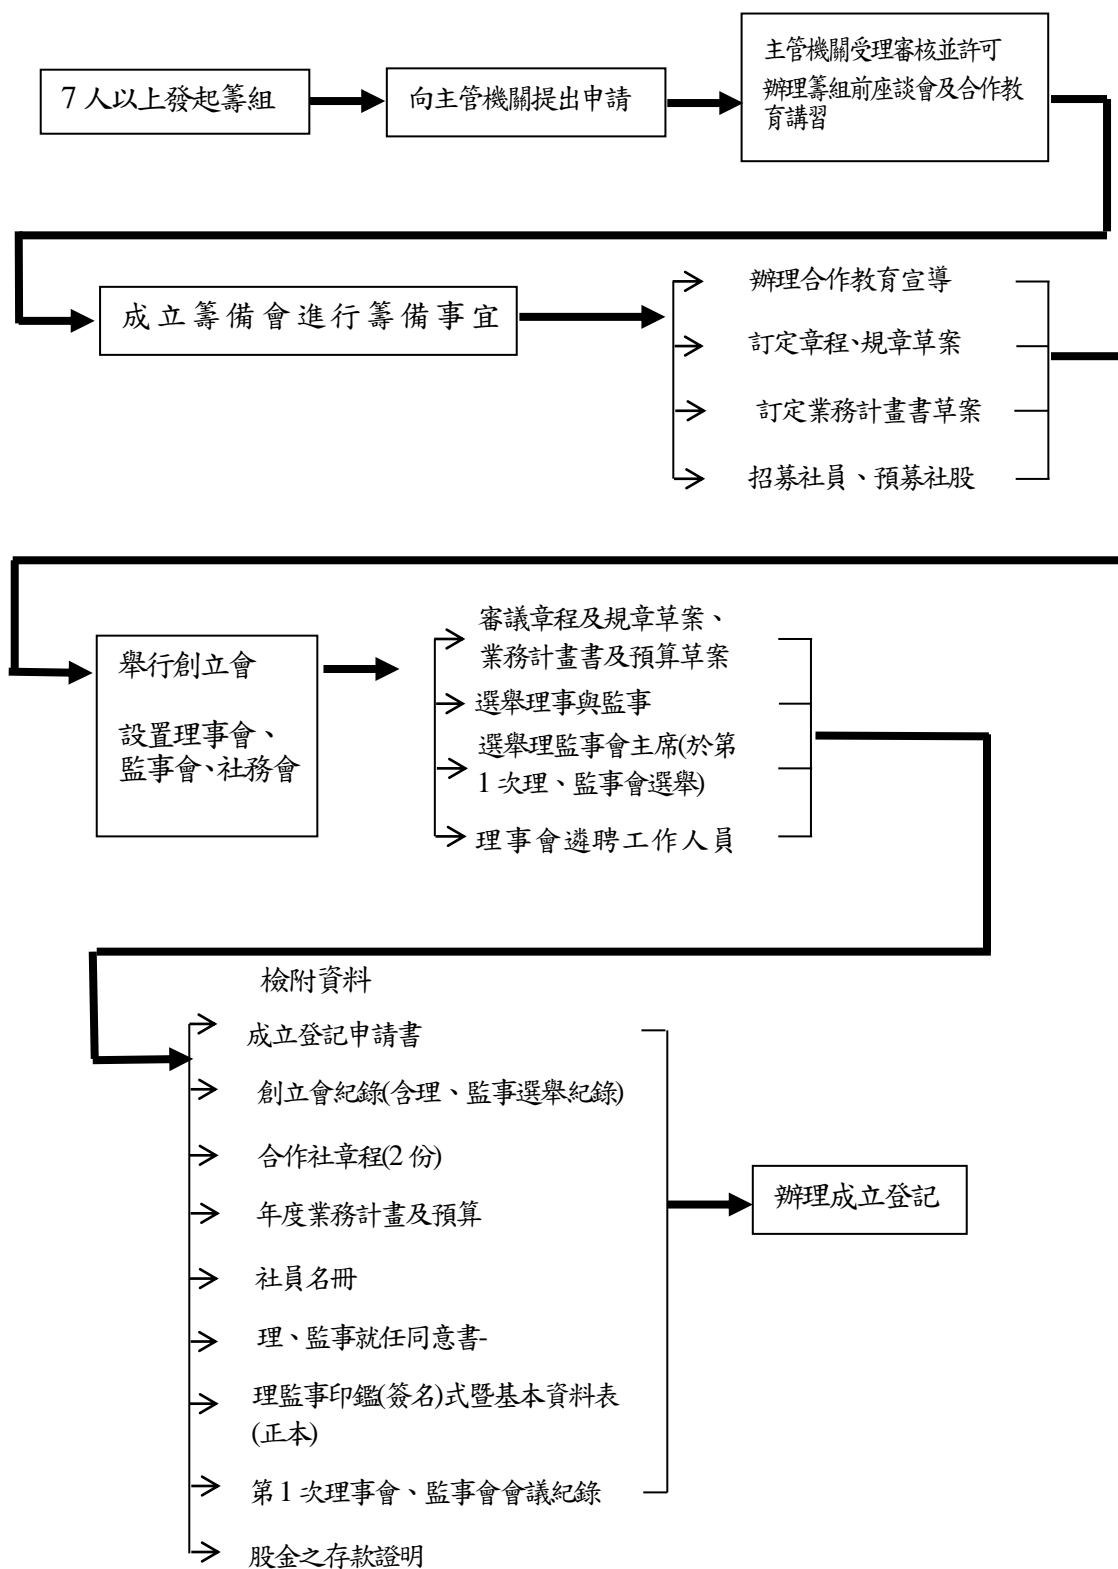 7 人以上發起籌組
向主管機關提出申請
主管機關受理審核並許可
辦理籌組前座談會及合作教
育講習
成立籌備會進行籌備事宜
辦理合作教育宣導
訂定章程、規章草案
訂定業務計畫書草案
招募社員、預募社股
舉行創立會
設置理事會、
監事會、社務會
審議章程及規章草案、
業務計畫書及預算草案
選舉理事與監事
選舉理監事會主席(於第
1 次理、監事會選舉)
理事會遴聘工作人員
檢附資料
成立登記申請書
創立會紀錄(含理、監事選舉紀錄)
合作社章程(2 份)
年度業務計畫及預算
社員名冊
理、監事就任同意書-
理監事印鑑(簽名)式暨基本資料表
(正本)
第 1 次理事會、監事會會議紀錄
股金之存款證明
辦理成立登記